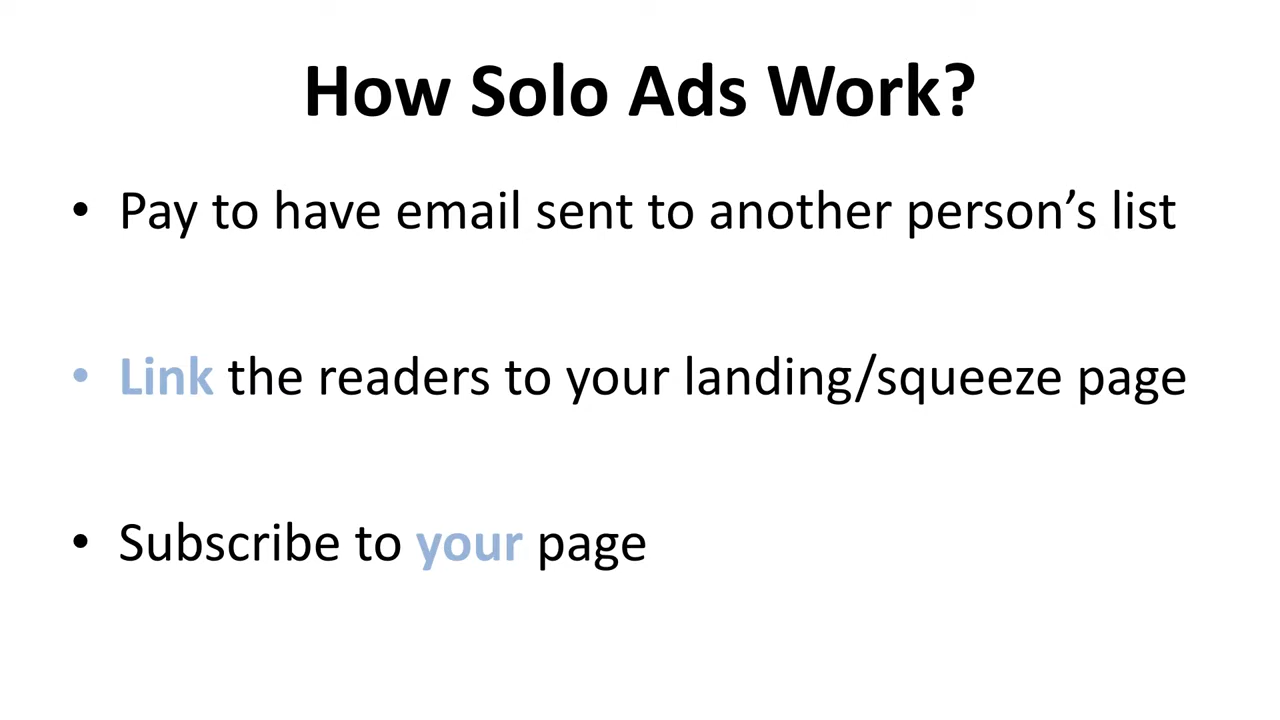 How Solo Ads Work?
• Pay to have email sent to another person’s list
• Link the readers to your landing/squeeze page
• Subscribe to your page